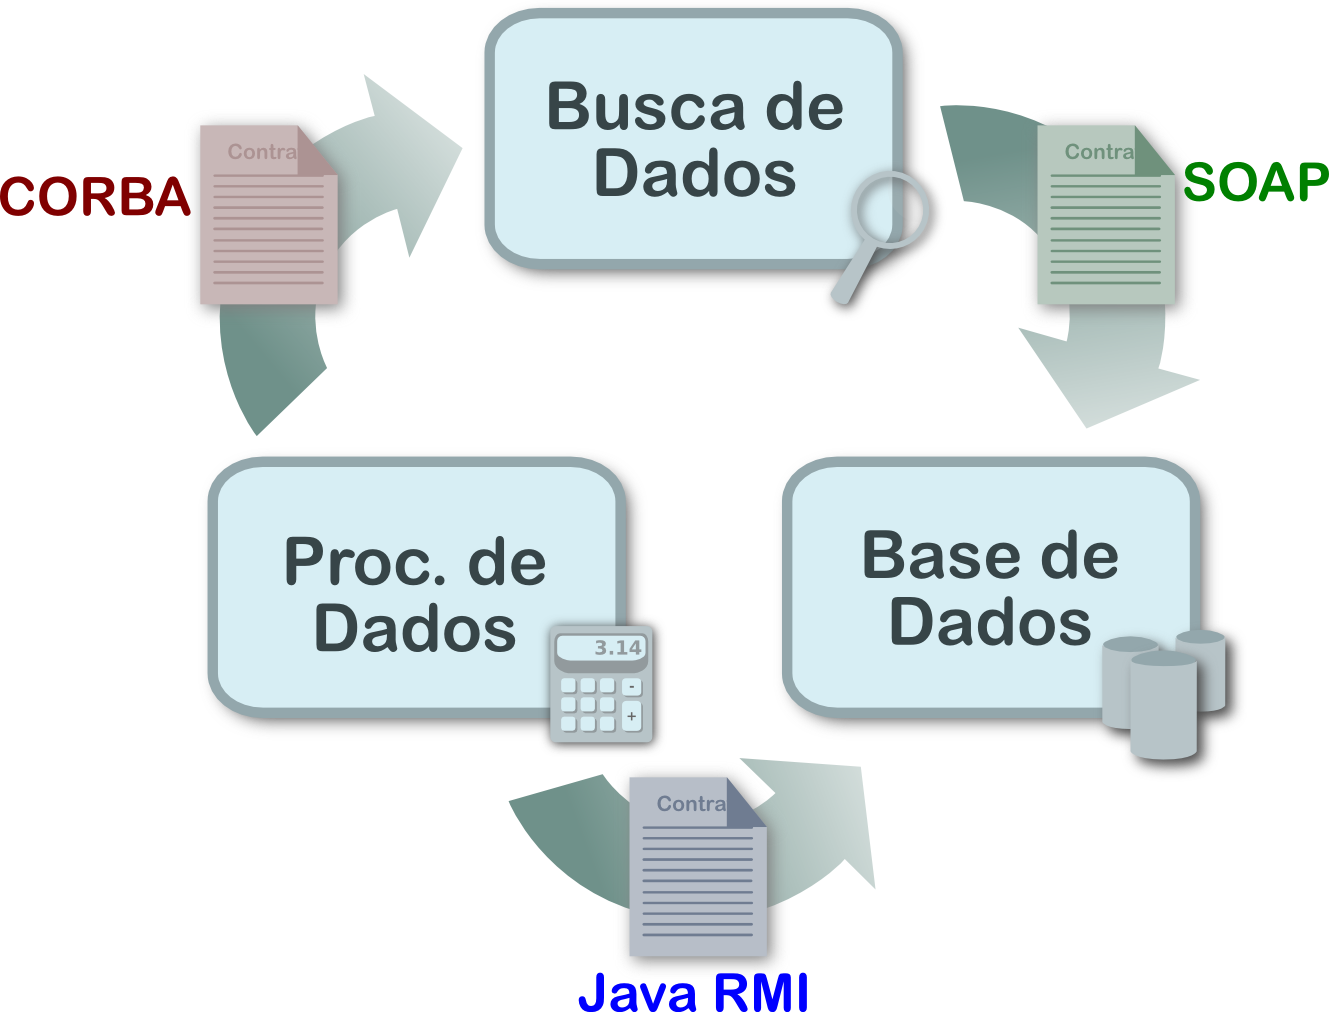 Busca de
Dados
Contra
CORBA
Contra
SOAP
Proc. de
Dados
3.14
-
+
Base de
Dados
Contra
Java RMI